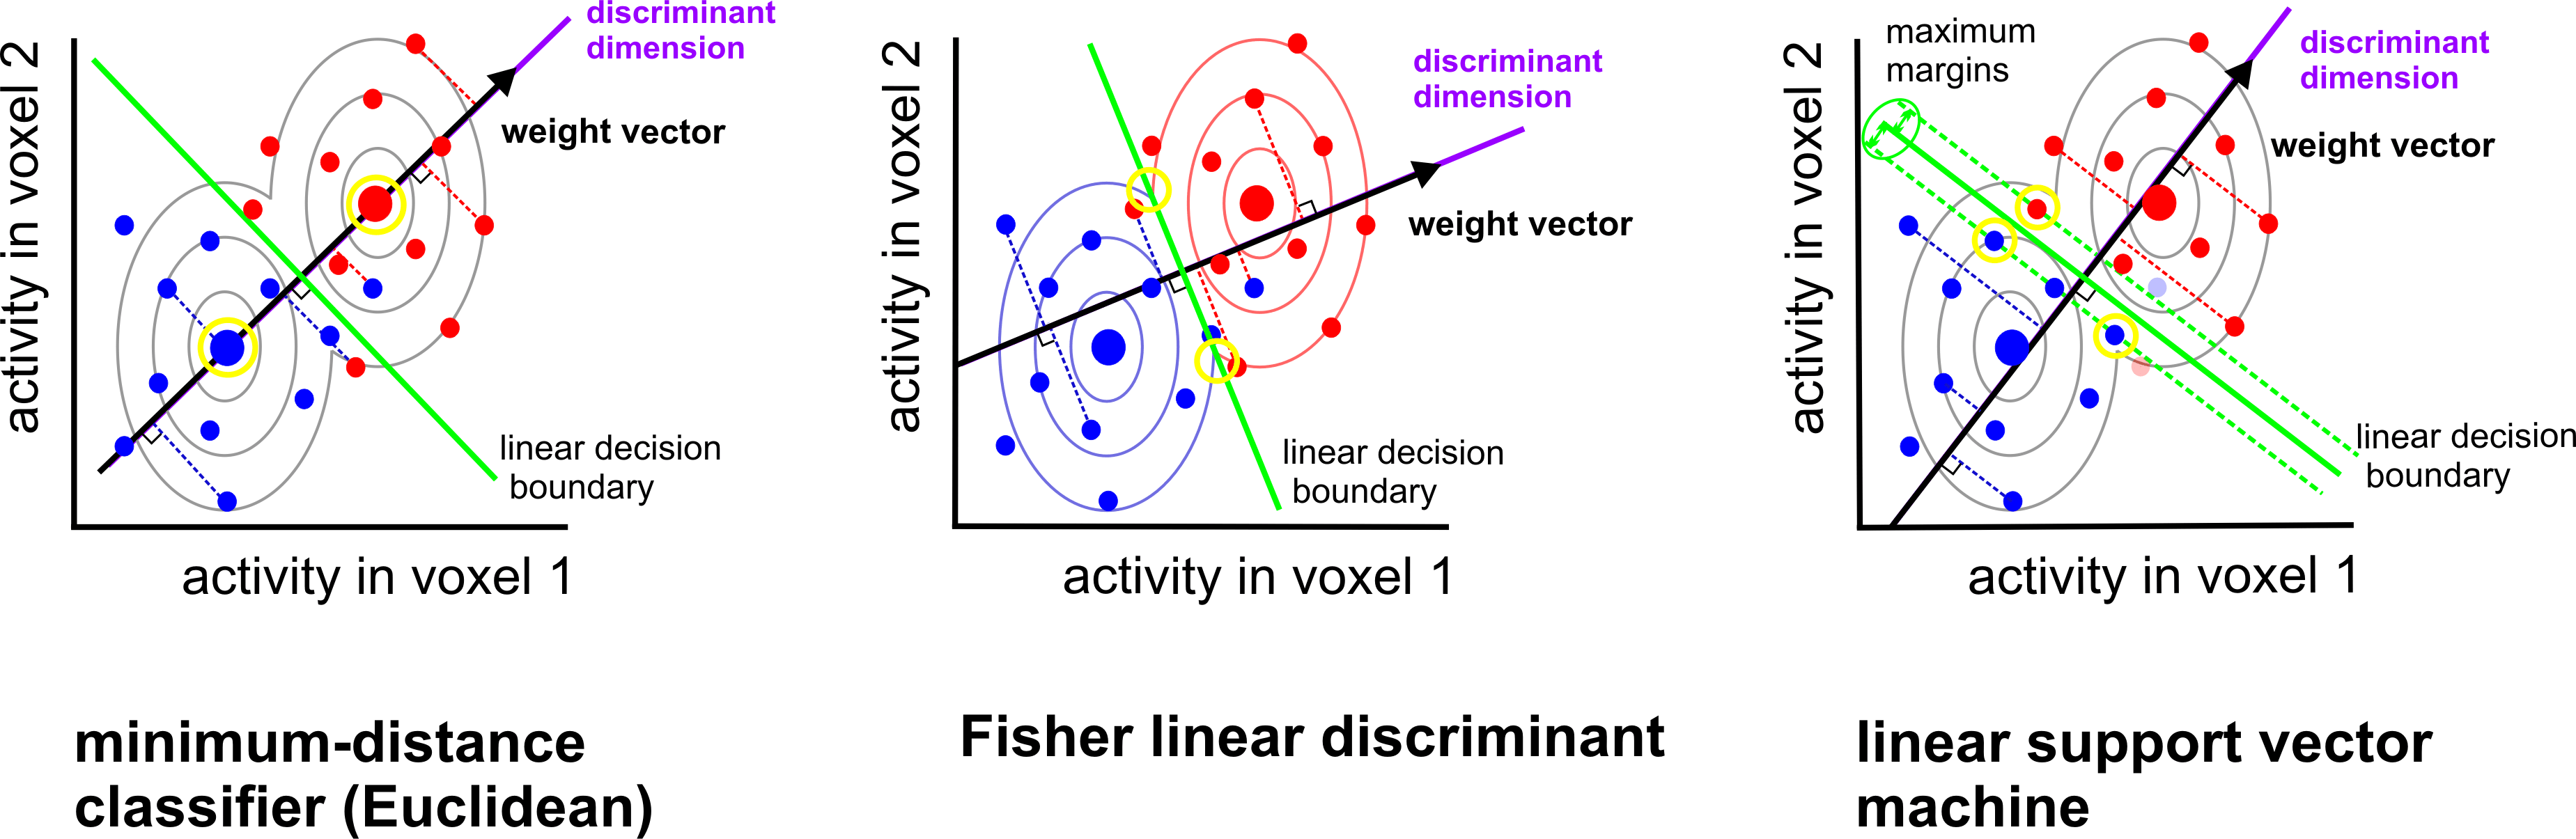 activity in voxel 2
discriminant
dimension
weight vector
linear decision
boundary
activity in voxel 1
minimum-distance
classifier (Euclidean)
activity in voxel 2
discriminant
dimension
weight vector
linear decision
boundary
activity in voxel 1
Fisher linear discriminant
activity in voxel 2
maximum
margins
discriminant
dimension
weight vector
linear decision
boundary
activity in voxel 1
linear support vector
machine